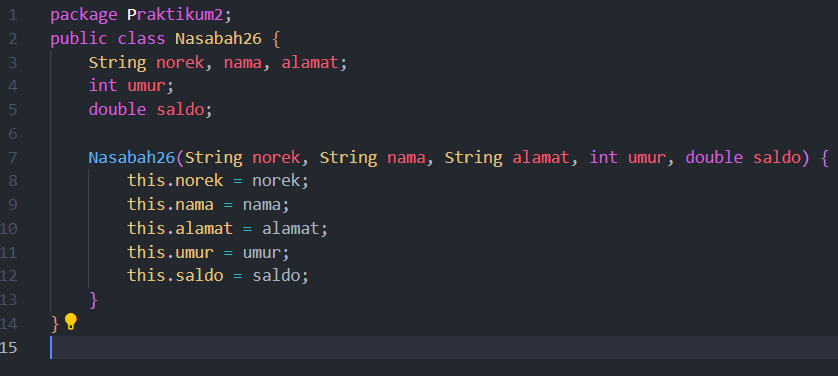 1 package Praktikum2;
2 public class Nasabah26 {
3     String norek, nama, alamat;
4     int umur;
5     double saldo;
6
7     Nasabah26(String norek, String nama, String alamat, int umur, double saldo) {
8         this.norek = norek;
9         this.nama = nama;
10         this.alamat = alamat;
11         this.umur = umur;
12         this.saldo = saldo;
13     }
14 }
15